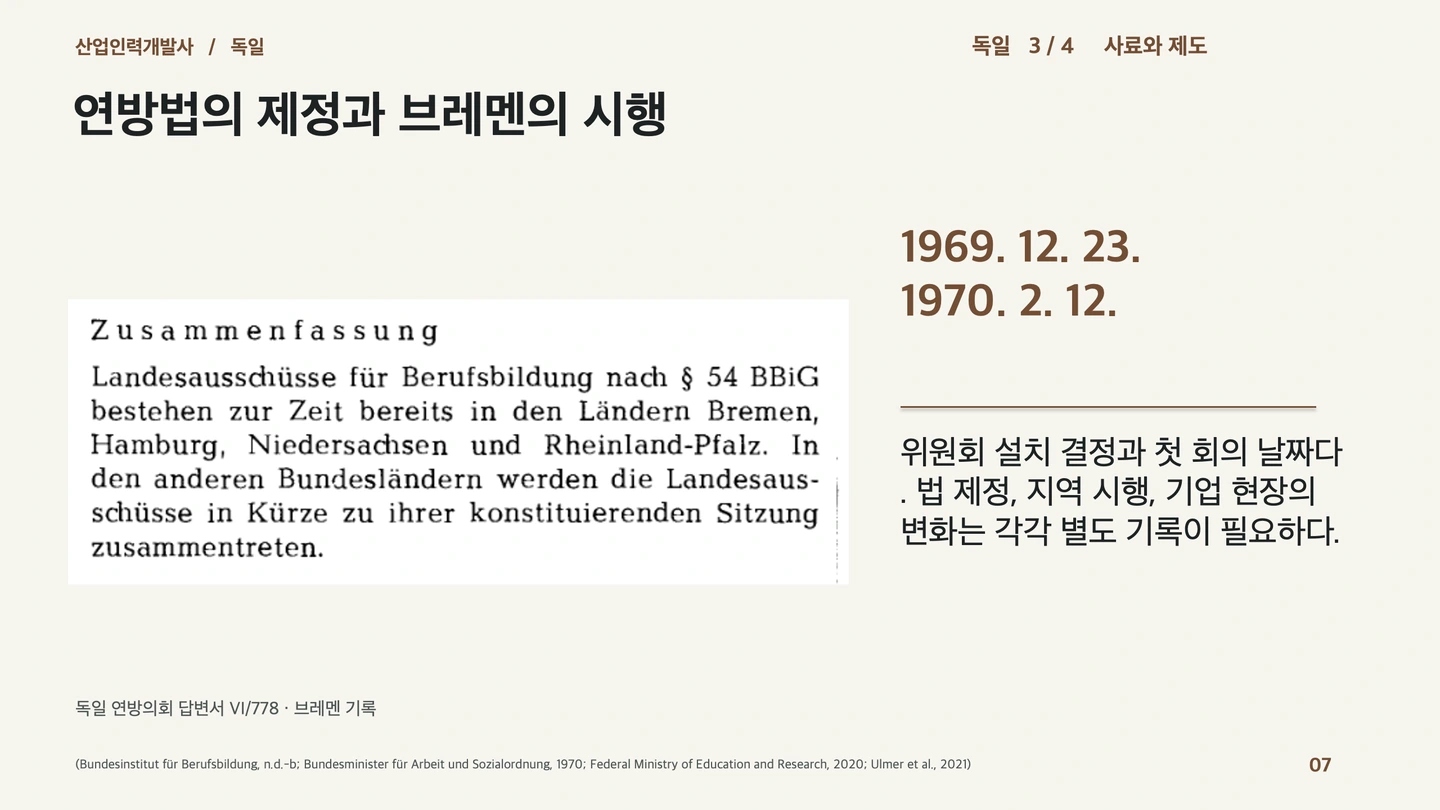 산업인력개발사 / 독일
독일 3 / 4 사료와 제도
연방법의 제정과 브레멘의 시행
Zusammenfassung
Landesausschüsse für Berufsbildung nach § 54 BBiG
bestehen zur Zeit bereits in den Ländern Bremen,
Hamburg, Niedersachsen und Rheinland-Pfalz. In
den anderen Bundesländern werden die Landesaus-
schüsse in Kürze zu ihrer konstituierenden Sitzung
zusammentreten.
1969. 12. 23.
1970. 2. 12.
위원회 설치 결정과 첫 회의 날짜다
. 법 제정, 지역 시행, 기업 현장의
변화는 각각 별도 기록이 필요하다.
독일 연방의회 답변서 VI/778 · 브레멘 기록
(Bundesinstitut für Berufsbildung, n.d.-b; Bundesminister für Arbeit und Sozialordnung, 1970; Federal Ministry of Education and Research, 2020; Ulmer et al., 2021)
07